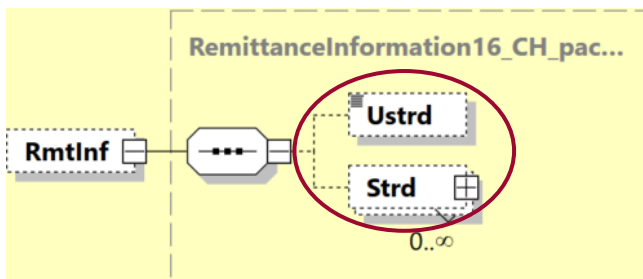 RemittanceInformation16_CH_pac...
Ustrd
RmtInf
Strd
0..∞